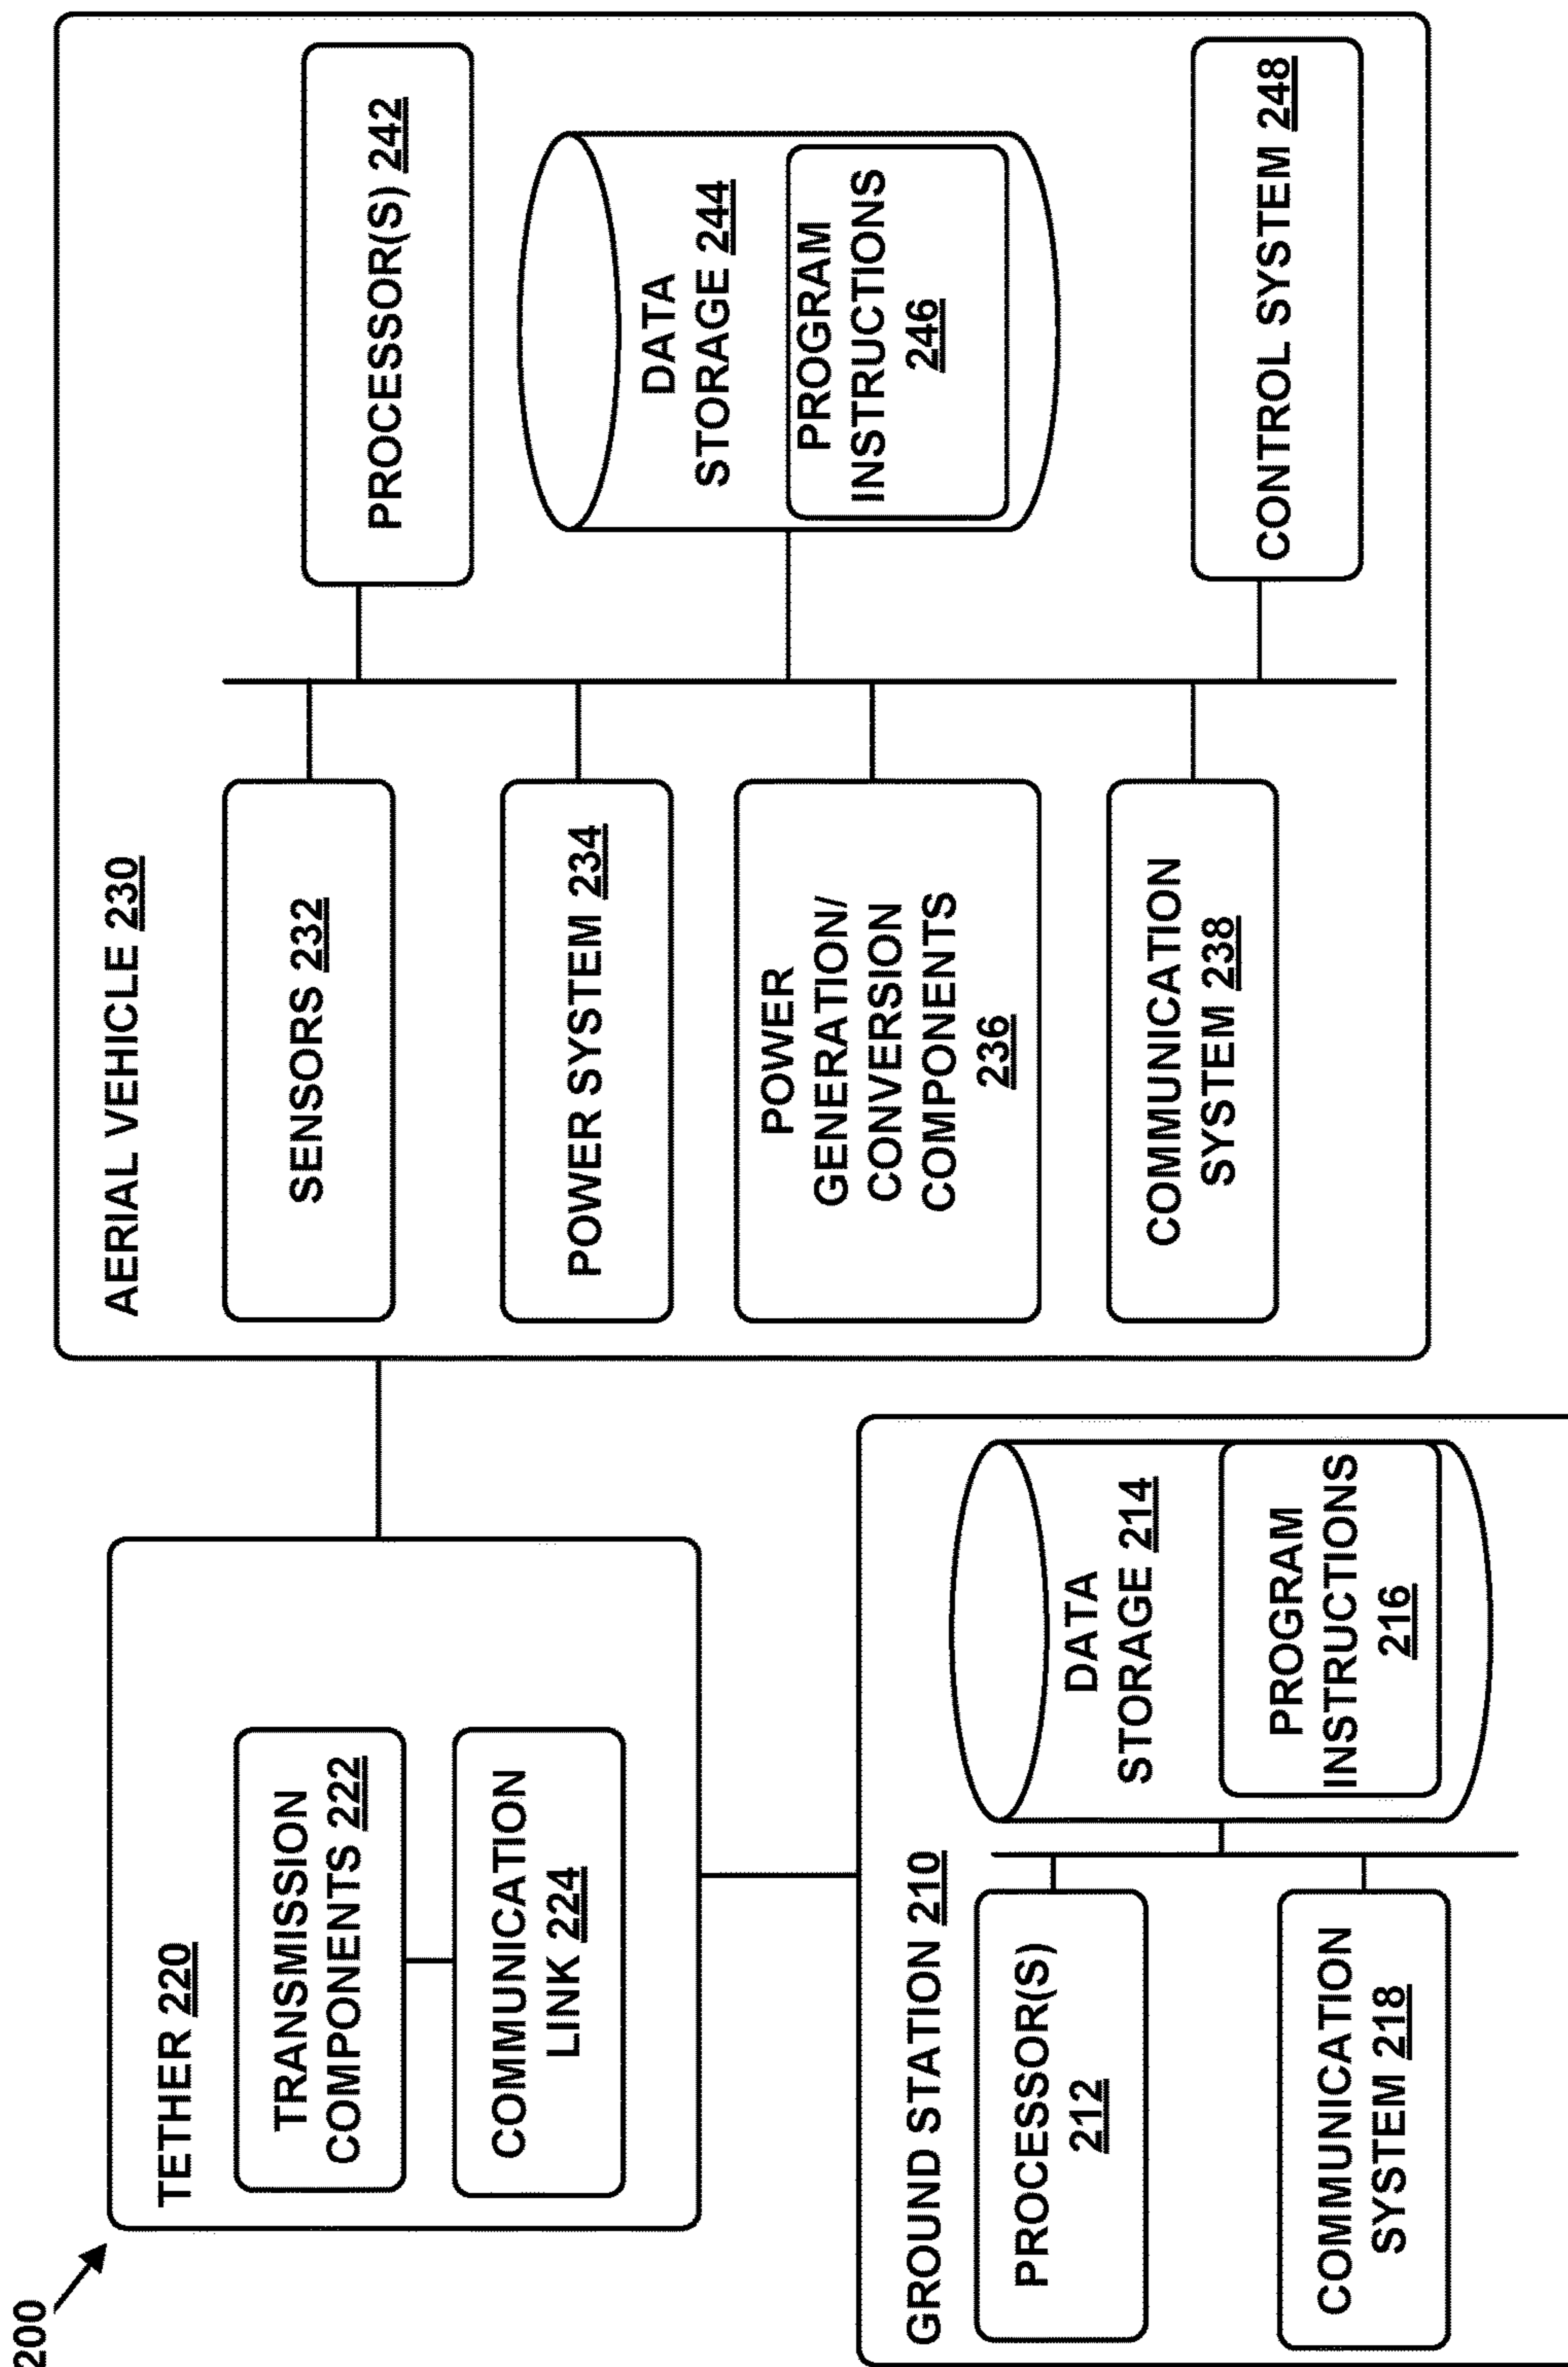 200
TETHER 220
TRANSMISSION
COMPONENTS 222
COMMUNICATION
LINK 224
GROUND STATION 210
PROCESSOR(S)
212
COMMUNICATION
SYSTEM 218
DATA
STORAGE 214
PROGRAM
INSTRUCTIONS
216
AERIAL VEHICLE 230
SENSORS 232
POWER SYSTEM 234
POWER
GENERATION/
CONVERSION
COMPONENTS
236
COMMUNICATION
SYSTEM 238
PROCESSOR(S) 242
DATA
STORAGE 244
PROGRAM
INSTRUCTIONS
246
CONTROL SYSTEM 248